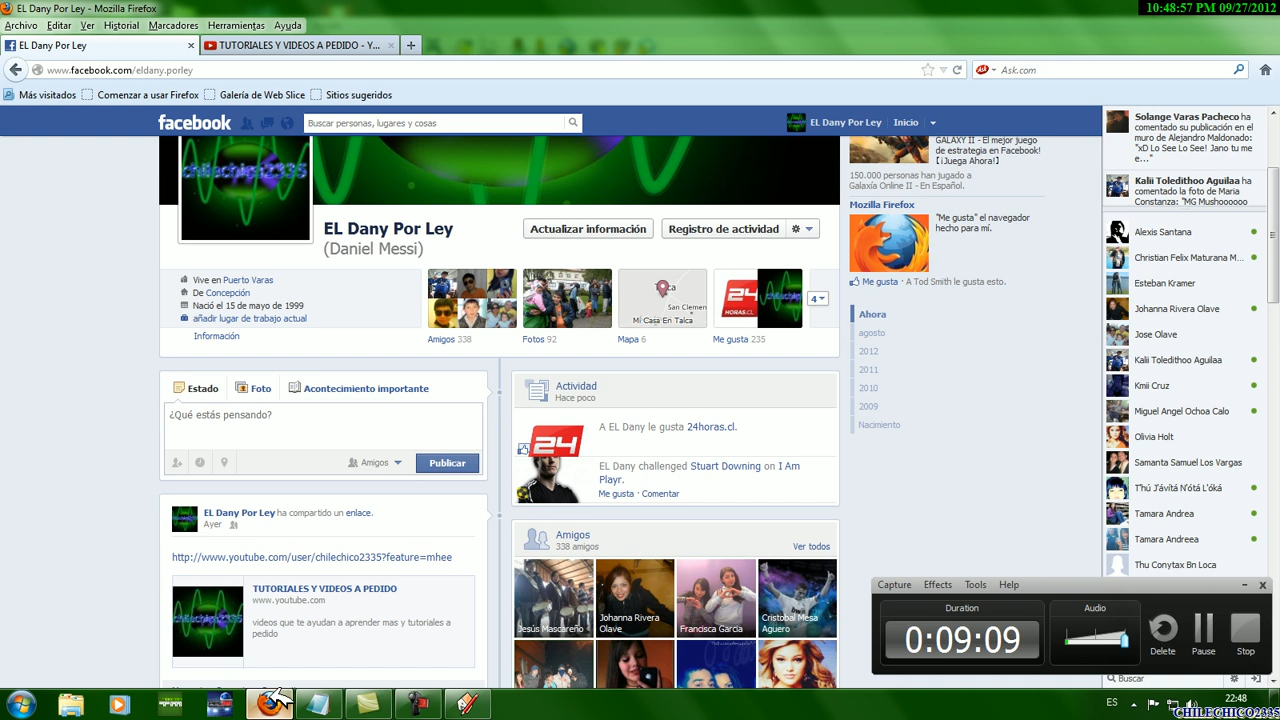 EL Dany Por Ley - Mozilla Firefox
10:48:57 PM 09/27/2012
Archivo Editar Ver Historial Marcadores Herramientas Ayuda
EL Dany Por Ley
TUTORIALES Y VIDEOS A PEDIDO - Y...
www.facebook.com/eldany.porley
Ask.com
Más visitados
Comenzar a usar Firefox
Galería de Web Slice
Sitios sugeridos
facebook
Buscar personas, lugares y cosas
EL Dany Por Ley
Inicio
chilechico2335
EL Dany Por Ley
(Daniel Messi)
Actualizar información
Registro de actividad
Vive en Puerto Varas
De Concepción
Nació el 15 de mayo de 1999
añadir lugar de trabajo actual
Información
Amigos 338
Fotos 92
Talca
San Clemen
Mi Casa En Talca
Mapa 6
24
HORAS.CL
Me gusta 235
4
Estado
Foto
Acontecimiento importante
¿Qué estás pensando?
Amigos
Publicar
EL Dany Por Ley ha compartido un enlace.
Ayer
http://www.youtube.com/user/chilechico2335?feature=mhee
TUTORIALES Y VIDEOS A PEDIDO
www.youtube.com
videos que te ayudan a aprender mas y tutoriales a
pedido
Actividad
Hace poco
24
A EL Dany le gusta 24horas.cl.
EL Dany challenged Stuart Downing on I Am
Playr.
Me gusta · Comentar
Amigos
338 amigos
Ver todos
Jesús Mascareño
Johanna Rivera
Olave
Francisca Garcia
Cristobal Mesa
Aguero
GALAXY II - El mejor juego
de estrategia en Facebook!
¡Juega Ahora!
150.000 personas han jugado a
Galaxia Online II - En Español.
Mozilla Firefox
"Me gusta" el navegador
hecho para mí.
Me gusta · A Tod Smith le gusta esto.
Ahora
agosto
2012
2011
2010
2009
Nacimiento
Solange Varas Pacheco ha
comentado su publicación en el
muro de Alejandro Maldonado:
"xD Lo See Lo See! Jano tu me
e..."
Kalii Toledithoo Aguilaa ha
comentado la foto de Maria
Constanza: "MG Mushoooooo
Alexis Santana
Christian Felix Maturana M...
Esteban Kramer
Johanna Rivera Olave
Jose Olave
Kalii Toledithoo Aguilaa
Kmii Cruz
Miguel Angel Ochoa Calo
Olivia Holt
Samanta Samuel Los Vargas
T'hú J'ávítá N'ótá L'óká
Tamara Andrea
Tamara Andreea
Thu Conytax Bn Loca
Buscar
Capture Effects Tools Help
Duration
0:09:09
Audio
Delete
Pause
Stop
ES
22:48
CHILECHICO2335